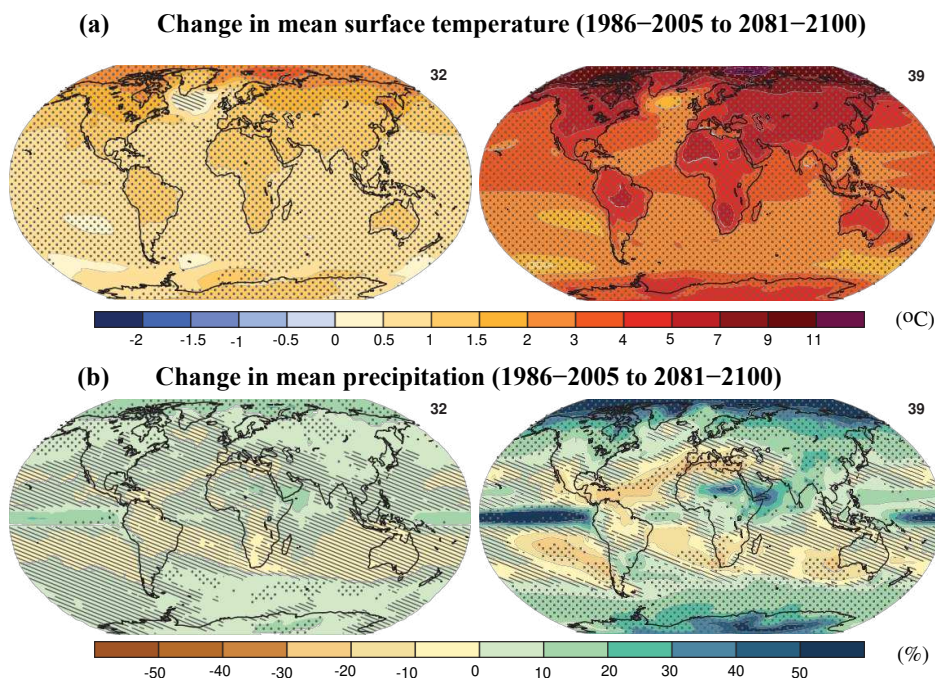 (a) Change in mean surface temperature (1986−2005 to 2081−2100)
32
39
-2 -1.5 -1 -0.5 0 0.5 1 1.5 2 3 4 5 7 9 11
(°C)
(b) Change in mean precipitation (1986−2005 to 2081−2100)
32
39
-50 -40 -30 -20 -10 0 10 20 30 40 50
(%)